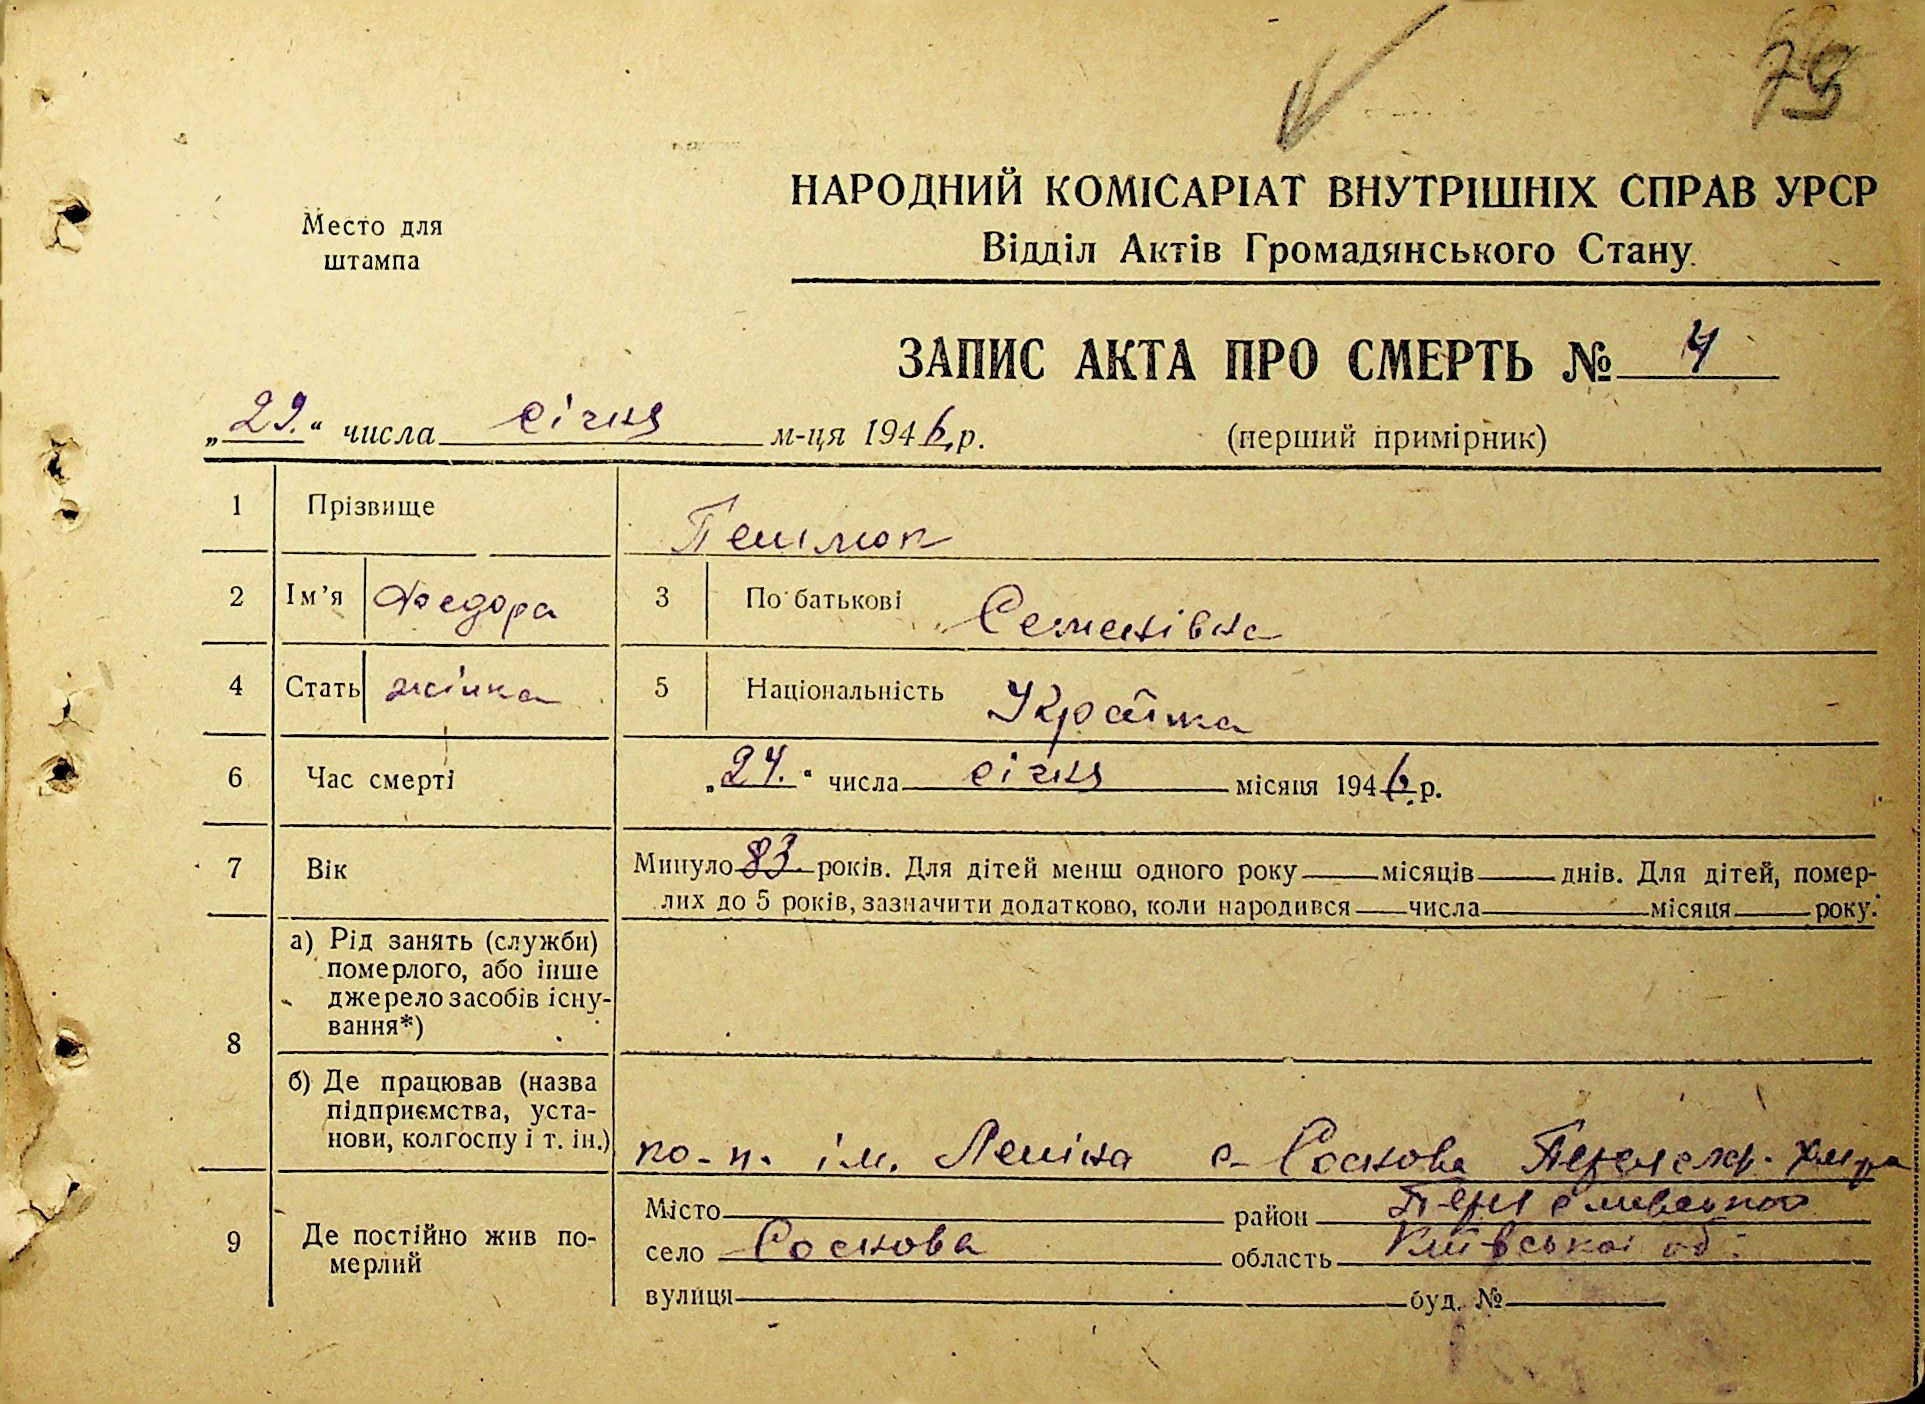 79
Место для
штампа
НАРОДНИЙ КОМІСАРІАТ ВНУТРІШНІХ СПРАВ УРСР
Відділ Актів Громадянського Стану
ЗАПИС АКТА ПРО СМЕРТЬ № 4
„29.“ числа січня м-ця 1946 р.
(перший примірник)
1 Прізвище
2 Ім'я Федора 3 По батькові Семенівна
4 Стать жінка 5 Національність Українка
6 Час смерті „24.“ числа січня місяця 1946 р.
7 Вік Минуло 83 років. Для дітей менш одного року місяців днів. Для дітей, помер-
лих до 5 років, зазначити додатково, коли народився числа місяця року.
8 а) Рід занять (служби)
померлого, або інше
джерело засобів існу-
вання*)
б) Де працював (назва
підприємства, уста-
нови, колгоспу і т. ін.) ім. Леніна с. Соснова
9 Де постійно жив по-
мерлий
Місто район
село Соснова область Київської об.
вулиця буд. №